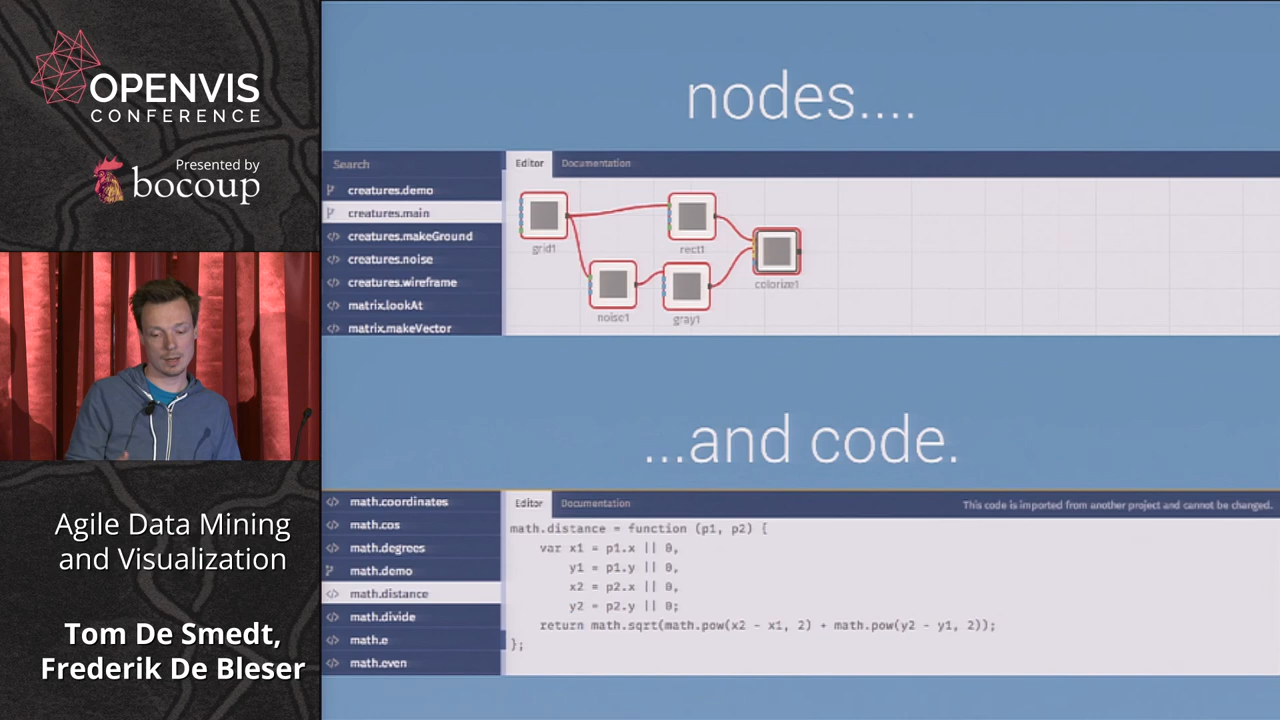 OPENVIS
CONFERENCE
Presented by
bocoup
Agile Data Mining
and Visualization
Tom De Smedt,
Frederik De Bleser
nodes....
Search
creatures.demo
creatures.main
creatures.makeGround
creatures.noise
creatures.wireframe
matrix.lookAt
matrix.makeVector
Editor
Documentation
grid1
rect1
colorize1
noise1
gray1
...and code.
math.coordinates
math.cos
math.degrees
math.demo
math.distance
math.divide
math.e
math.even
Editor
Documentation
This code is imported from another project and cannot be changed.
math.distance = function (p1, p2) {
var x1 = p1.x || 0,
y1 = p1.y || 0,
x2 = p2.x || 0,
y2 = p2.y || 0;
return math.sqrt(math.pow(x2 - x1, 2) + math.pow(y2 - y1, 2));
};